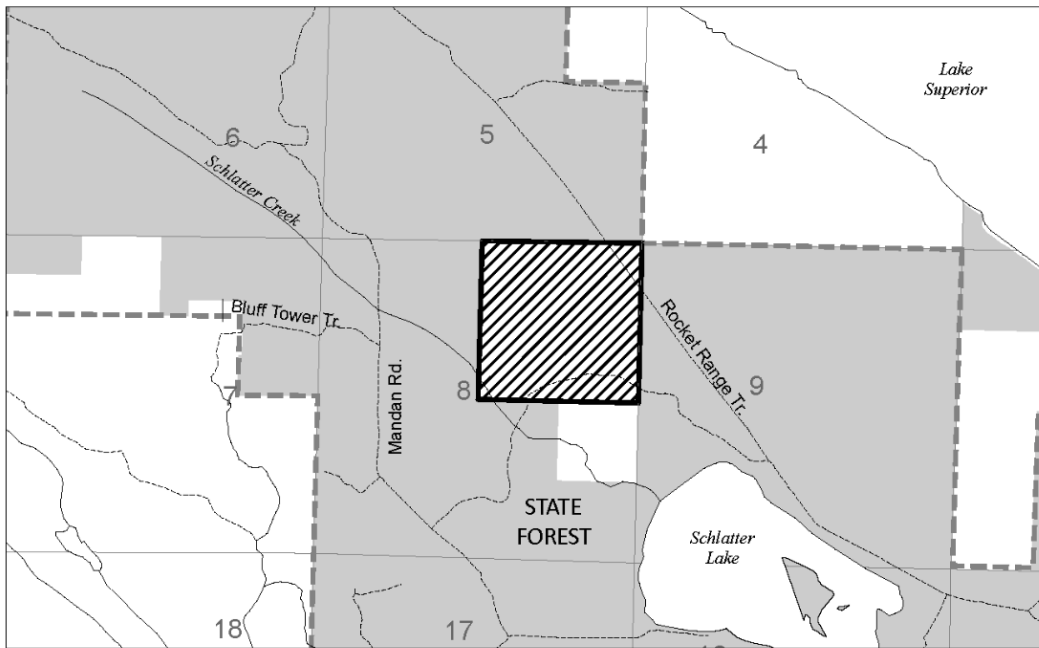 Lake
Superior
6
5
4
Schlatter Creek
Bluff Tower Tr.
Rocket Range Tr.
7
Mandan Rd.
8
9
STATE
FOREST
Schlatter
Lake
18
17